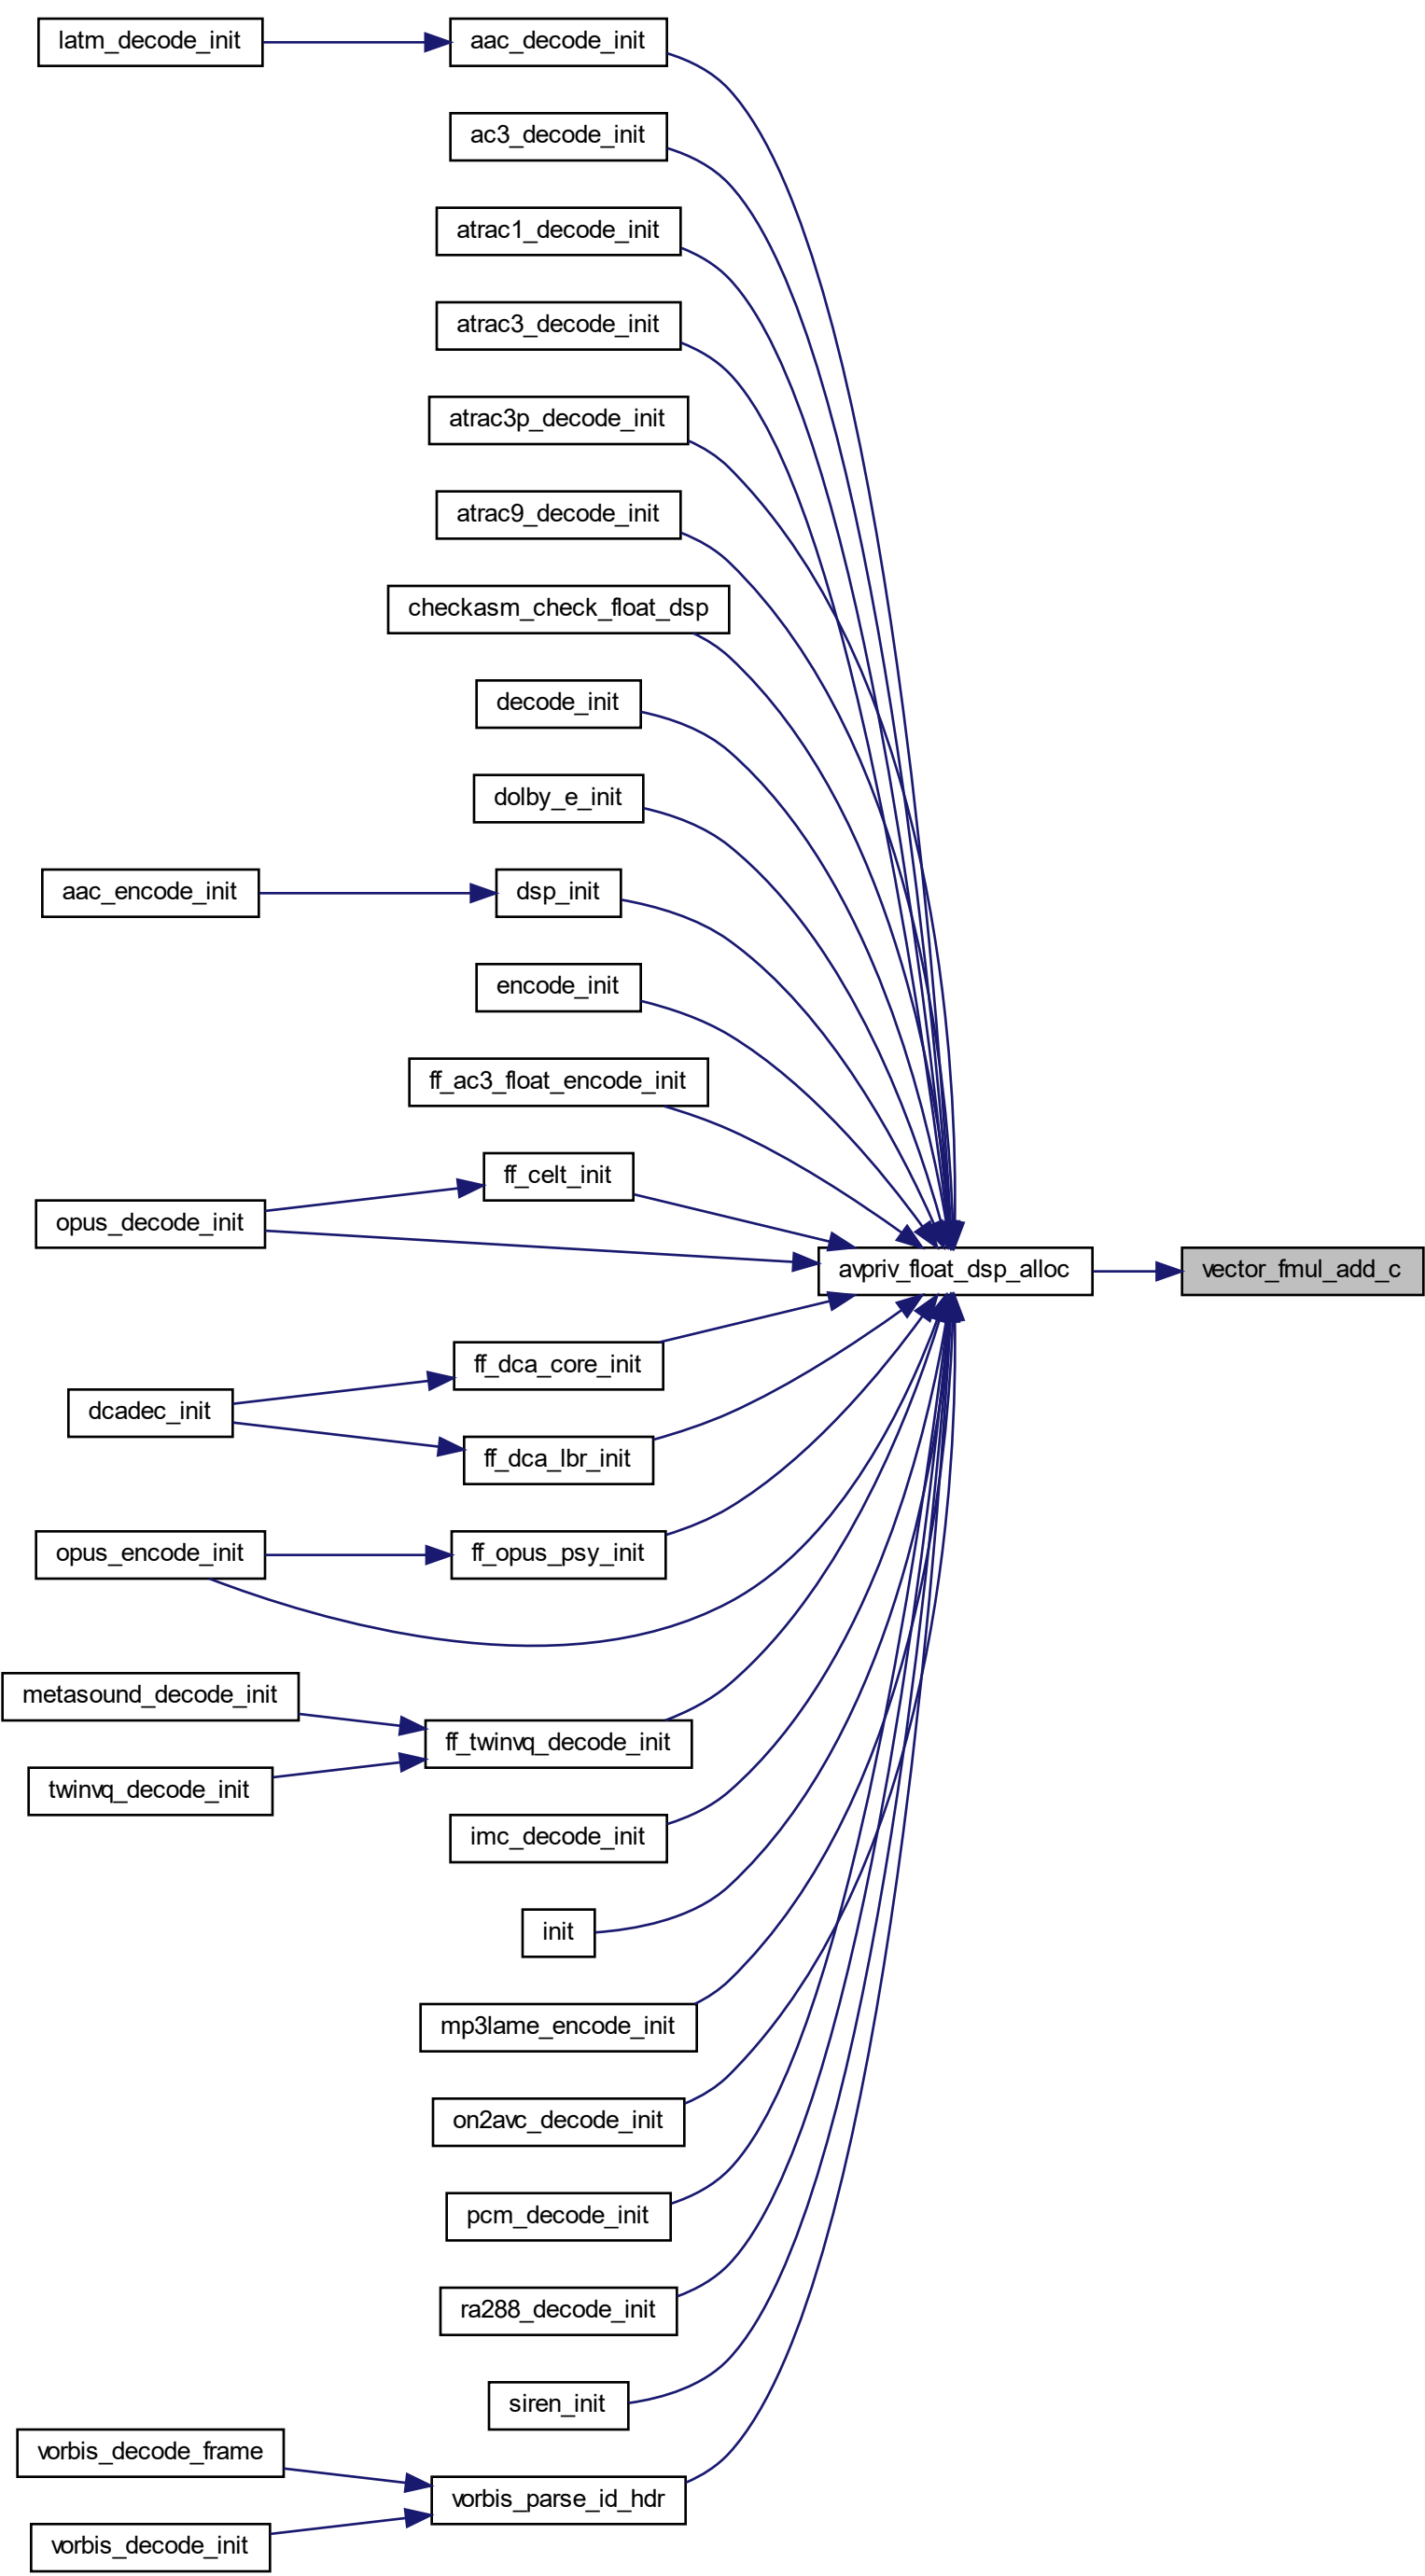 latm_decode_init
aac_decode_init
ac3_decode_init
atrac1_decode_init
atrac3_decode_init
atrac3p_decode_init
atrac9_decode_init
checkasm_check_float_dsp
decode_init
dolby_e_init
aac_encode_init
dsp_init
encode_init
ff_ac3_float_encode_init
ff_celt_init
opus_decode_init
avpriv_float_dsp_alloc
vector_fmul_add_c
ff_dca_core_init
dcadec_init
ff_dca_lbr_init
opus_encode_init
ff_opus_psy_init
metasound_decode_init
ff_twinvq_decode_init
twinvq_decode_init
imc_decode_init
init
mp3lame_encode_init
on2avc_decode_init
pcm_decode_init
ra288_decode_init
siren_init
vorbis_decode_frame
vorbis_parse_id_hdr
vorbis_decode_init